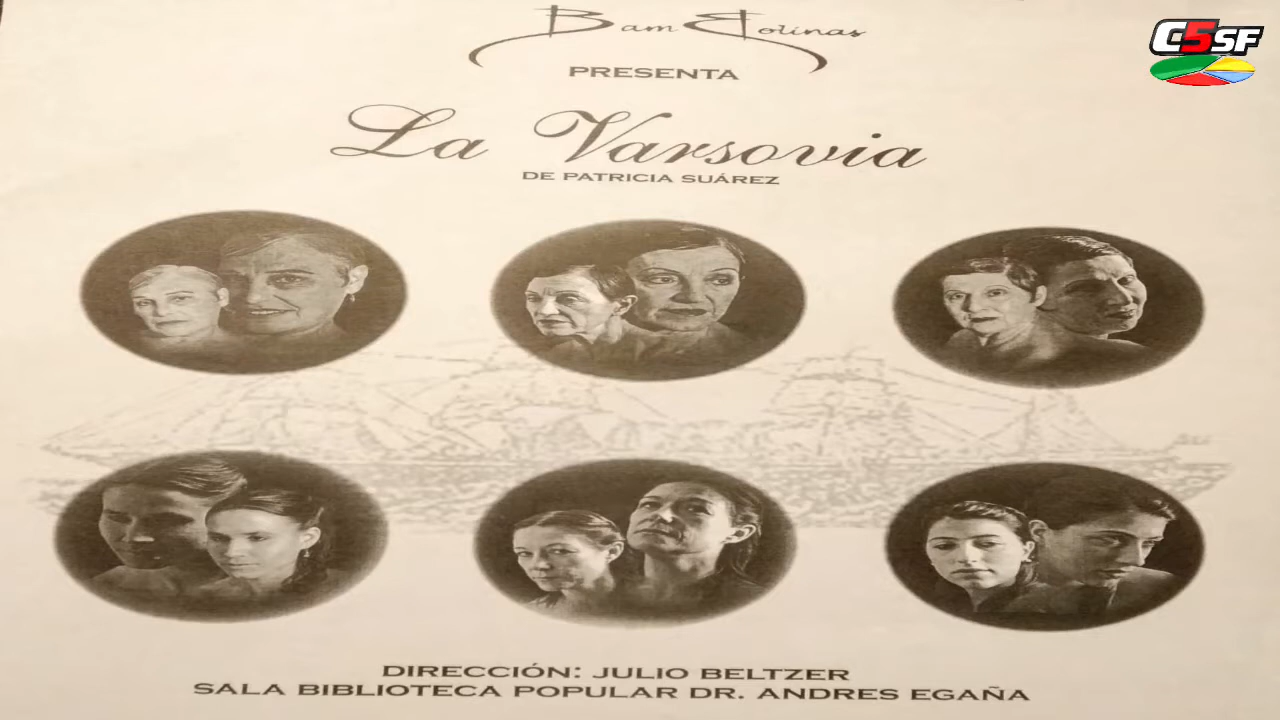 Bam Bolinas
C5SF
PRESENTA
La Varsovia
DE PATRICIA SUÁREZ
DIRECCIÓN: JULIO BELTZER
SALA BIBLIOTECA POPULAR DR. ANDRES EGAÑA